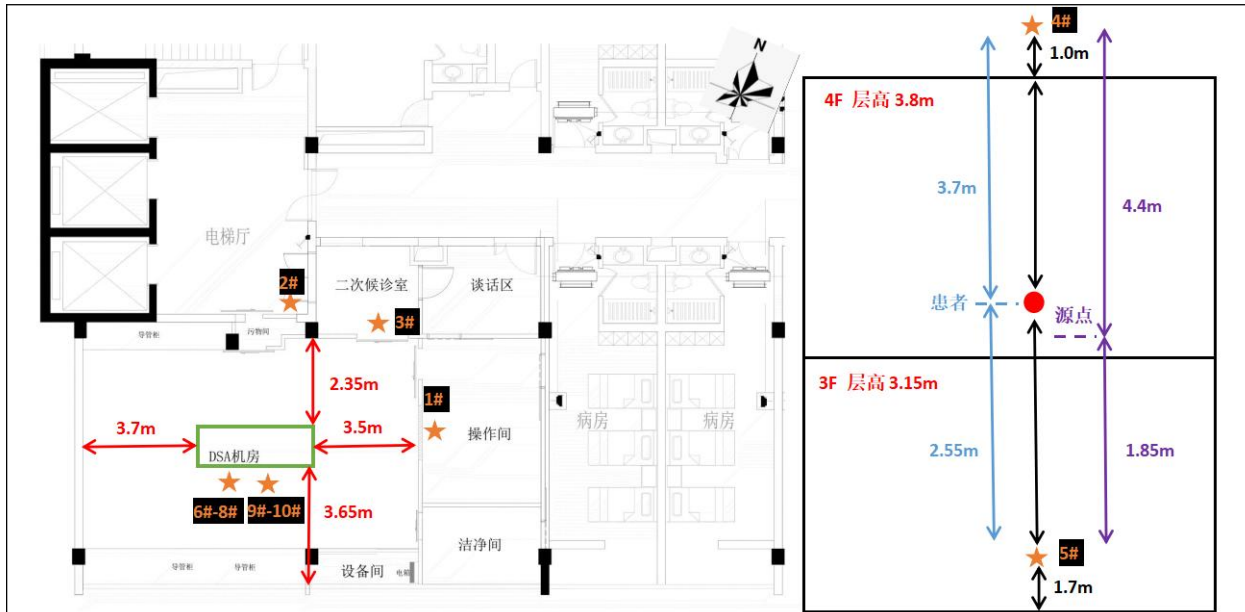 N
电梯厅
2#
二次候诊室
谈话区
3#
导管柜
污物间
2.35m
1#
3.7m
3.5m
操作间
病房
病房
DSA机房
6#-8#
9#-10#
3.65m
洁净间
导管柜
导管柜
设备间
电箱
4#
1.0m
4F 层高 3.8m
3.7m
4.4m
患者
源点
3F 层高 3.15m
2.55m
1.85m
5#
1.7m